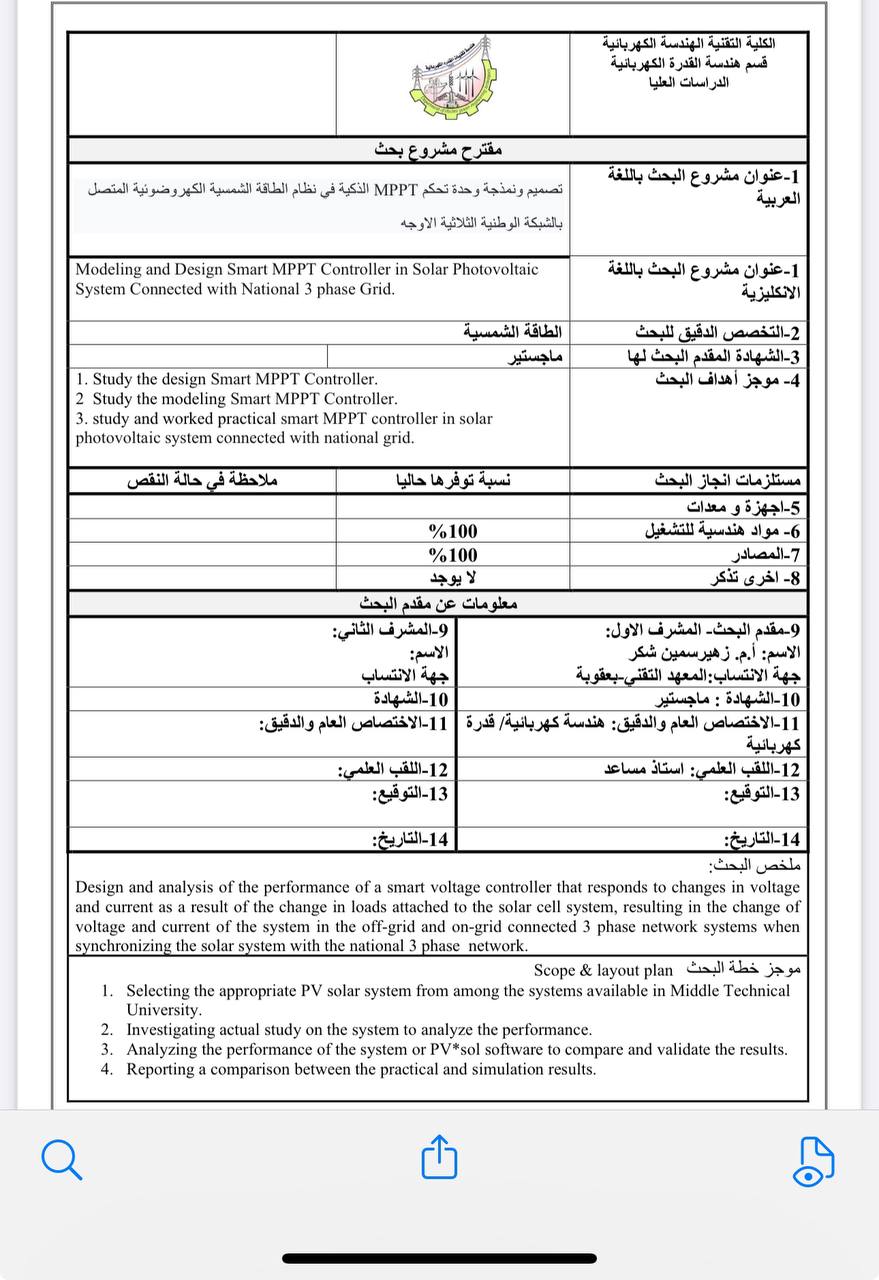 الكلية التقنية الهندسة الكهربائية
قسم هندسة القدرة الكهربائية
الدراسات العليا
مقترح مشروع بحث
1-عنوان مشروع البحث باللغة
العربية
تصميم ونمذجة وحدة تحكم MPPT الذكية في نظام الطاقة الشمسية الكهروضوئية المتصل
بالشبكة الوطنية الثلاثية الاوجه
1-عنوان مشروع البحث باللغة
الانكليزية
Modeling and Design Smart MPPT Controller in Solar Photovoltaic
System Connected with National 3 phase Grid.
2-التخصص الدقيق للبحث
الطاقة الشمسية
3-الشهادة المقدم البحث لها
ماجستير
4- موجز أهداف البحث
1. Study the design Smart MPPT Controller.
2 Study the modeling Smart MPPT Controller.
3. study and worked practical smart MPPT controller in solar
photovoltaic system connected with national grid.
مستلزمات انجاز البحث
نسبة توفرها حاليا
ملاحظة في حالة النقص
5-اجهزة و معدات
6- مواد هندسية للتشغيل
%100
7-المصادر
%100
8- اخرى تذكر
لا يوجد
معلومات عن مقدم البحث
9-مقدم البحث- المشرف الاول:
الاسم: أ.م. زهيرسمين شكر
جهة الانتساب:المعهد التقني-بعقوبة
9-المشرف الثاني:
الاسم:
جهة الانتساب
10-الشهادة : ماجستير
10-الشهادة
11-الاختصاص العام والدقيق: هندسة كهربائية/ قدرة
كهربائية
11-الاختصاص العام والدقيق:
12-اللقب العلمي: استاذ مساعد
12-اللقب العلمي:
13-التوقيع:
13-التوقيع:
14-التاريخ:
14-التاريخ:
ملخص البحث:
Design and analysis of the performance of a smart voltage controller that responds to changes in voltage
and current as a result of the change in loads attached to the solar cell system, resulting in the change of
voltage and current of the system in the off-grid and on-grid connected 3 phase network systems when
synchronizing the solar system with the national 3 phase network.
موجز خطة البحث Scope & layout plan
1. Selecting the appropriate PV solar system from among the systems available in Middle Technical
University.
2. Investigating actual study on the system to analyze the performance.
3. Analyzing the performance of the system or PV*sol software to compare and validate the results.
4. Reporting a comparison between the practical and simulation results.